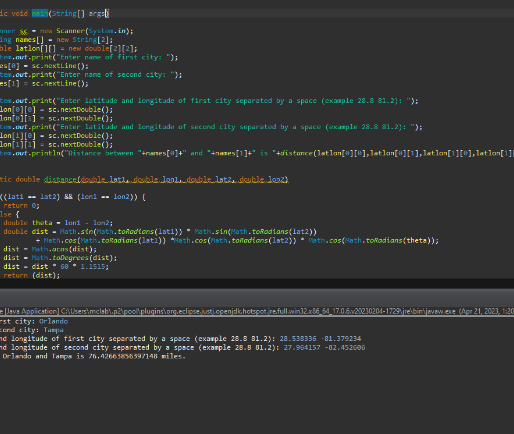 ic void main(String[] args)
nner sc = new Scanner(System.in);
ing names[] = new String[2];
ble latlon[][] = new double[2][2];
tem.out.print("Enter name of first city: ");
es[0] = sc.nextLine();
tem.out.print("Enter name of second city: ");
es[1] = sc.nextLine();
tem.out.print("Enter latitude and longitude of first city separated by a space (example 28.8 81.2): ");
lon[0][0] = sc.nextDouble();
lon[0][1] = sc.nextDouble();
tem.out.print("Enter latitude and longitude of second city separated by a space (example 28.8 81.2): ");
lon[1][0] = sc.nextDouble();
lon[1][1] = sc.nextDouble();
tem.out.println("Distance between "+names[0]+" and "+names[1]+" is "+distance(latlon[0][0],latlon[0][1],latlon[1][0],latlon[1]
tic double distance(double lat1, double lon1, double lat2, double lon2)
((lat1 == lat2) && (lon1 == lon2)) {
return 0;
lse {
double theta = lon1 - lon2;
double dist = Math.sin(Math.toRadians(lat1)) * Math.sin(Math.toRadians(lat2))
+ Math.cos(Math.toRadians(lat1)) *Math.cos(Math.toRadians(lat2)) * Math.cos(Math.toRadians(theta));
dist = Math.acos(dist);
dist = Math.toDegrees(dist);
dist = dist * 60 * 1.1515;
return (dist);
e [Java Application] C:\Users\mclab\.p2\pool\plugins\org.eclipse.justj.openjdk.hotspot.jre.full.win32.x86_64_17.0.6.v20230204-1729\jre\bin\javaw.exe (Apr 21, 2023, 1:20
rst city: Orlando
cond city: Tampa
nd longitude of first city separated by a space (example 28.8 81.2): 28.538336 -81.379234
nd longitude of second city separated by a space (example 28.8 81.2): 27.964157 -82.452606
Orlando and Tampa is 76.42663856397148 miles.